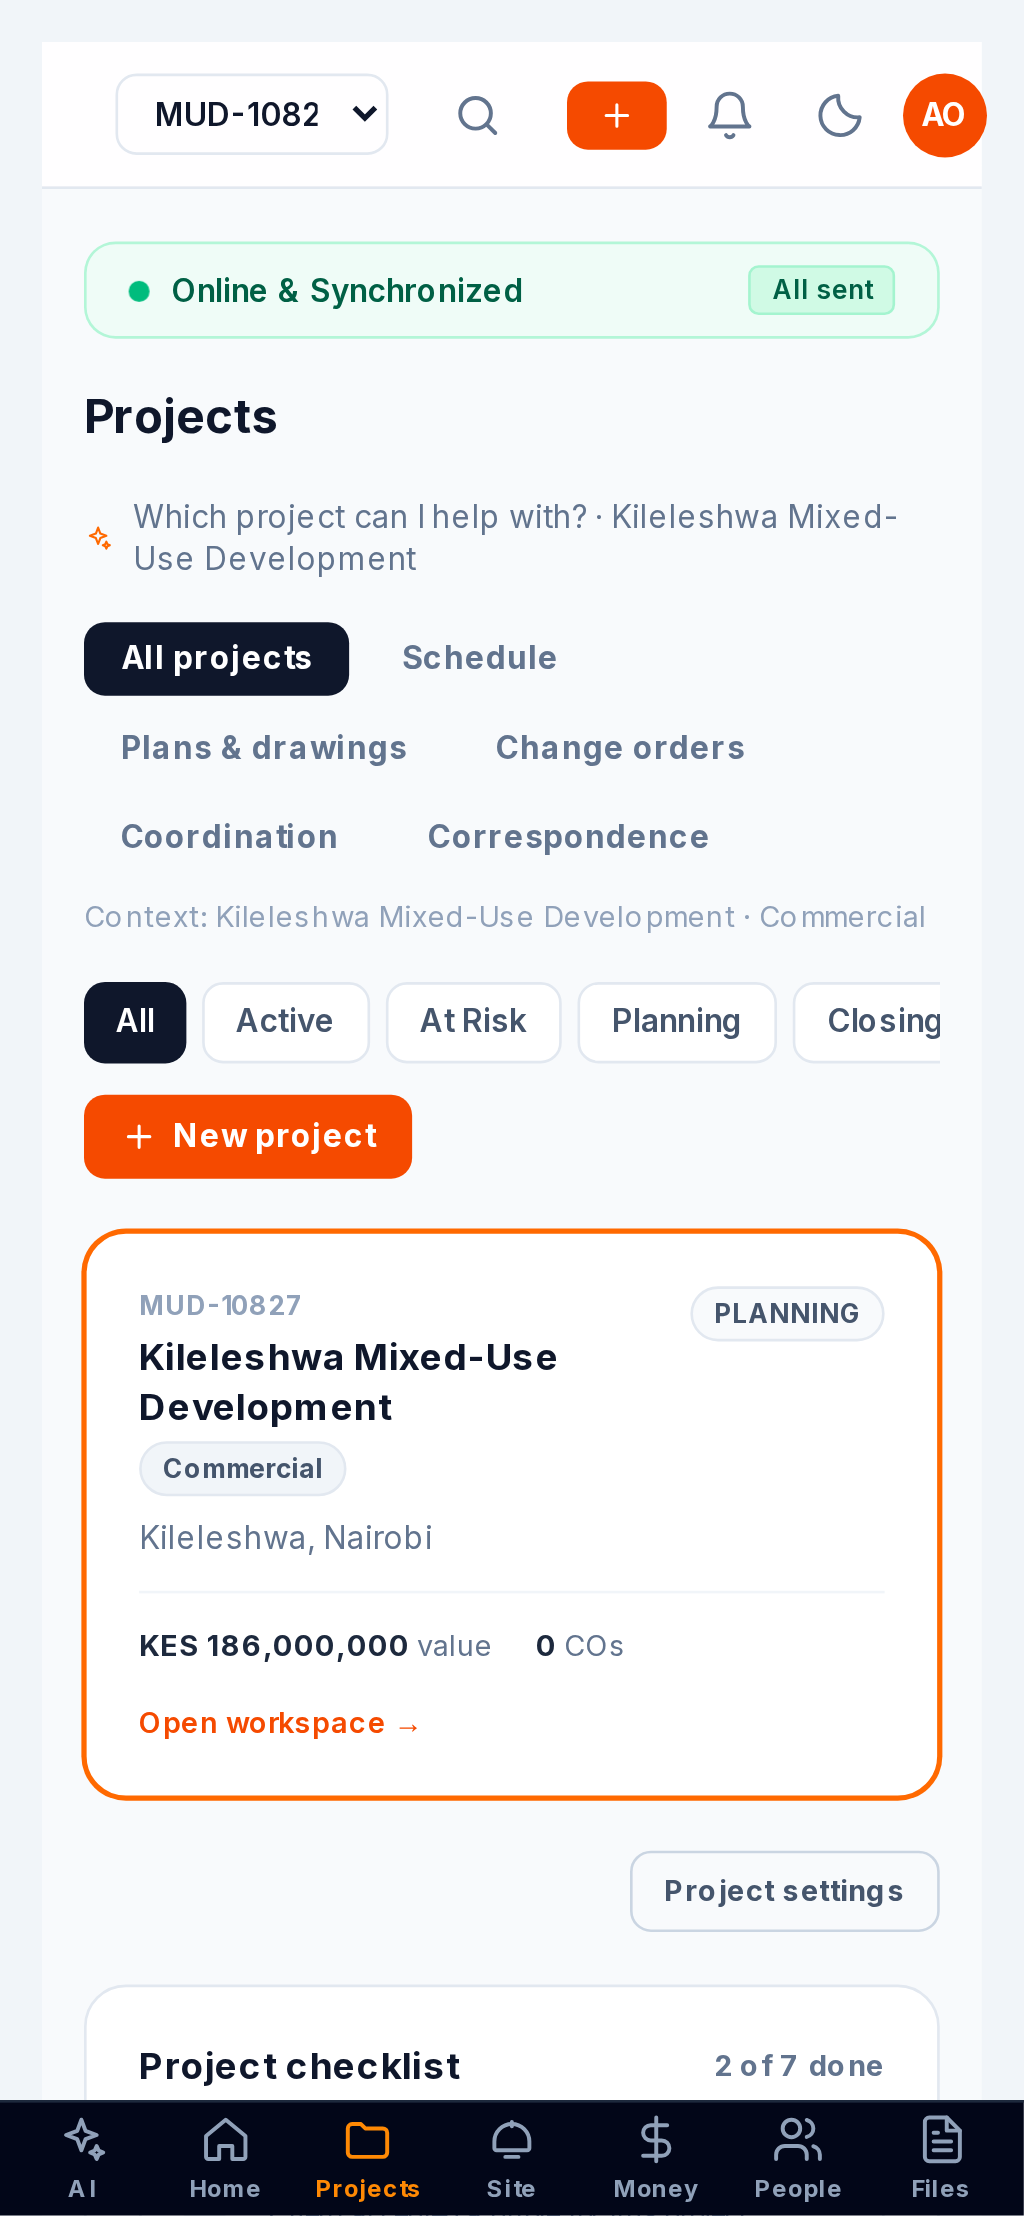 MUD-1082
AO
Online & Synchronized
All sent
Projects
Which project can I help with? · Kileleshwa Mixed-
Use Development
All projects Schedule
Plans & drawings Change orders
Coordination Correspondence
Context: Kileleshwa Mixed-Use Development · Commercial
All Active At Risk Planning Closing
+ New project
MUD-10827
PLANNING
Kileleshwa Mixed-Use
Development
Commercial
Kileleshwa, Nairobi
KES 186,000,000 value 0 COs
Open workspace →
Project settings
Project checklist 2 of 7 done
AI Home Projects Site Money People Files